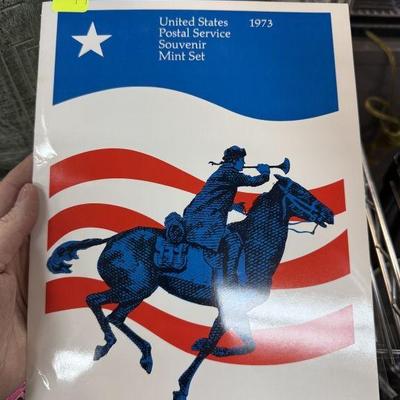 United States 1973
Postal Service
Souvenir
Mint Set